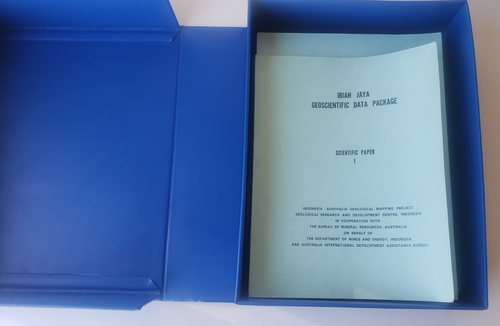 IRIAN JAYA
GEOSCIENTIFIC DATA PACKAGE
SCIENTIFIC PAPER
1
INDONESIA - AUSTRALIA GEOLOGICAL MAPPING PROJECT
GEOLOGICAL RESEARCH AND DEVELOPMENT CENTRE, INDONESIA
IN COOPERATION WITH
THE BUREAU OF MINERAL RESOURCES, AUSTRALIA
ON BEHALF OF
THE DEPARTMENT OF MINES AND ENERGY, INDONESIA
AND AUSTRALIA INTERNATIONAL DEVELOPMENT ASSISTANCE BUREAU